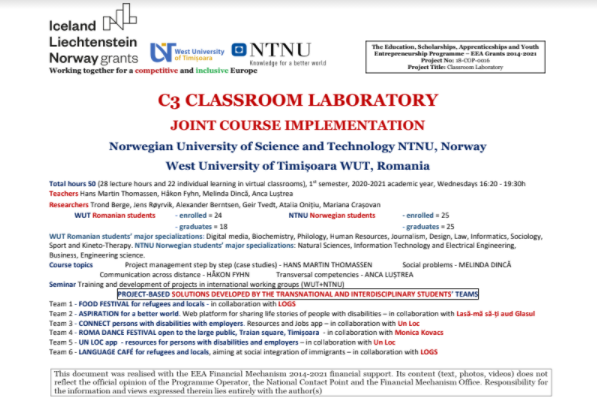 Iceland
Liechtenstein
Norway grants
West University
of Timișoara
NTNU
Knowledge for a better world
Working together for a competitive and inclusive Europe
The Education, Scholarships, Apprenticeships and Youth
Entrepreneurship Programme – EEA Grants 2014-2021
Project No: 18-COP-0016
Project Title: Classroom Laboratory
C3 CLASSROOM LABORATORY
JOINT COURSE IMPLEMENTATION
Norwegian University of Science and Technology NTNU, Norway
West University of Timișoara WUT, Romania
Total hours 50 (28 lecture hours and 22 individual learning in virtual classrooms), 1st semester, 2020-2021 academic year, Wednesdays 16:20 - 19:30h
Teachers Hans Martin Thomassen, Håkon Fyhn, Melinda Dincă, Anca Luștrea
Researchers Trond Berge, Jens Røyrvik, Alexander Berntsen, Geir Tvedt, Atalia Onițiu, Mariana Crașovan
WUT Romanian students - enrolled = 24 NTNU Norwegian students - enrolled = 25
- graduates = 18 - graduates = 25
WUT Romanian students' major specializations: Digital media, Biochemistry, Philology, Human Resources, Journalism, Design, Law, Informatics, Sociology,
Sport and Kineto-Therapy. NTNU Norwegian students' major specializations: Natural Sciences, Information Technology and Electrical Engineering,
Business, Engineering science.
Course topics Project management step by step (case studies) - HANS MARTIN THOMASSEN Social problems - MELINDA DINCĂ
Communication across distance - HÅKON FYHN Transversal competencies - ANCA LUȘTREA
Seminar Training and development of projects in international working groups (WUT+NTNU)
PROJECT-BASED SOLUTIONS DEVELOPED BY THE TRANSNATIONAL AND INTERDISCIPLINARY STUDENTS' TEAMS
Team 1 - FOOD FESTIVAL for refugees and locals - in collaboration with LOGS
Team 2 - ASPIRATION for a better world. Web platform for sharing life stories of people with disabilities – in collaboration with Lasă-mă să-ți aud Glasul
Team 3 - CONNECT persons with disabilities with employers. Resources and Jobs app – in collaboration with Un Loc
Team 4 - ROMA DANCE FESTIVAL open to the large public, Traian square, Timișoara - in collaboration with Monica Kovacs
Team 5 - UN LOC app - resources for persons with disabilities and employers – in collaboration with Un Loc
Team 6 - LANGUAGE CAFÉ for refugees and locals, aiming at social integration of immigrants – in collaboration with LOGS
This document was realised with the EEA Financial Mechanism 2014-2021 financial support. Its content (text, photos, videos) does not
reflect the official opinion of the Programme Operator, the National Contact Point and the Financial Mechanism Office. Responsibility for
the information and views expressed therein lies entirely with the author(s)